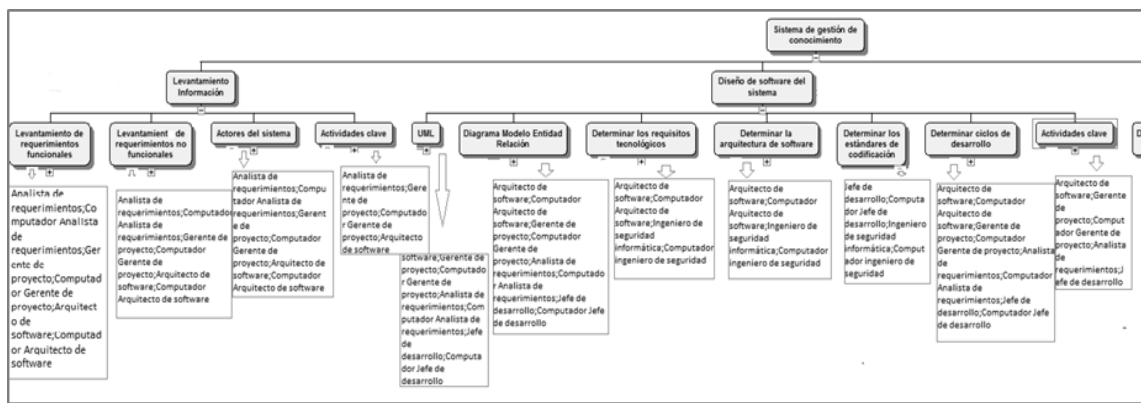 Sistema de gestión de
conocimiento
Levantamiento
Información
Diseño de software del
sistema
Levantamiento de
requerimientos
funcionales
Levantamient de
requerimientos no
funcionales
Actores del sistema
Actividades clave
UML
Diagrama Modelo Entidad
Relación
Determinar los requisitos
tecnológicos
Determinar la
arquitectura de software
Determinar los
estándares de
codificación
Determinar ciclos de
desarrollo
Actividades clave
D
Analista de
requerimientos;Co
mputador Analista
de
requerimientos;Ger
ente de
proyecto;Computad
or Gerente de
proyecto;Arquitect
o de
software;Computad
or Arquitecto de
software
Analista de
requerimientos;Computador
Analista de
requerimientos;Gerente de
proyecto;Computador
Gerente de
proyecto;Arquitecto de
software;Computador
Arquitecto de software
Analista de
requerimientos;Compu
tador Analista de
requerimientos;Gerent
e de
proyecto;Computador
Gerente de
proyecto;Arquitecto de
software;Computador
Arquitecto de software
Analista de
requerimientos;Gere
nte de
proyecto;Computad
or Gerente de
proyecto;Arquitecto
de software
software;Gerente de
proyecto;Computado
r Gerente de
proyecto;Analista de
requerimientos;Com
putador Analista de
requerimientos;Jefe
de
desarrollo;Computa
dor Jefe de
desarrollo
Arquitecto de
software;Computador
Arquitecto de
software;Gerente de
proyecto;Computador
Gerente de
proyecto;Analista de
requerimientos;Computado
r Analista de
requerimientos;Jefe de
desarrollo;Computador Jefe
de desarrollo
Arquitecto de
software;Computador
Arquitecto de
software;Ingeniero de
seguridad
informática;Computador
ingeniero de seguridad
Arquitecto de
software;Computador
Arquitecto de
software;Ingeniero de
seguridad
informática;Computador
ingeniero de seguridad
Jefe de
desarrollo;Computa
dor Jefe de
desarrollo;Ingeniero
de seguridad
informática;Comput
ador ingeniero de
seguridad
Arquitecto de
software;Computador
Arquitecto de
software;Gerente de
proyecto;Computador
Gerente de proyecto;Analista
de
requerimientos;Computador
Analista de
requerimientos;Jefe de
desarrollo;Computador Jefe
de desarrollo
Arquitecto de
software;Gerente
de
proyecto;Comput
ador Gerente de
proyecto;Analista
de
requerimientos;J
efe de desarrollo